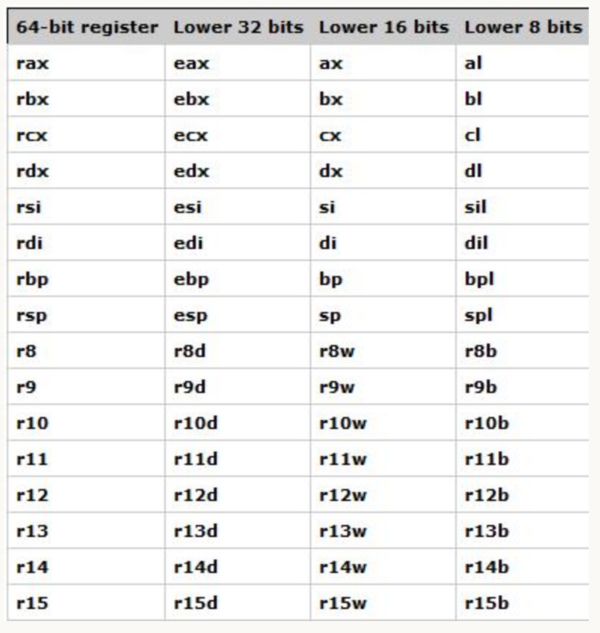 64-bit register Lower 32 bits Lower 16 bits Lower 8 bits
rax eax ax al
rbx ebx bx bl
rcx ecx cx cl
rdx edx dx dl
rsi esi si sil
rdi edi di dil
rbp ebp bp bpl
rsp esp sp spl
r8 r8d r8w r8b
r9 r9d r9w r9b
r10 r10d r10w r10b
r11 r11d r11w r11b
r12 r12d r12w r12b
r13 r13d r13w r13b
r14 r14d r14w r14b
r15 r15d r15w r15b